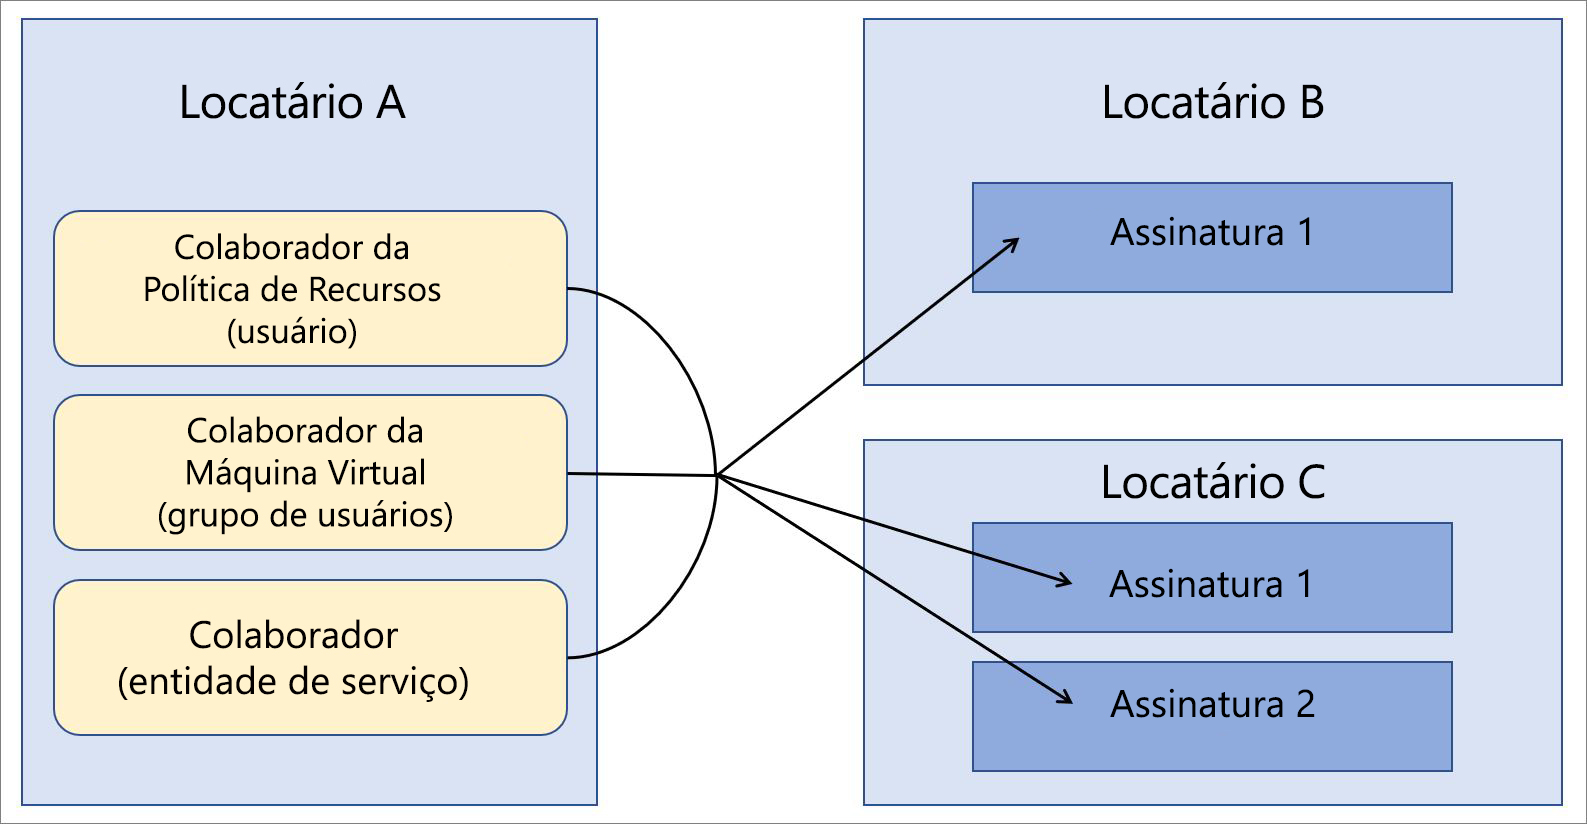 Locatário A
Colaborador da
Política de Recursos
(usuário)
Colaborador da
Máquina Virtual
(grupo de usuários)
Colaborador
(entidade de serviço)
Locatário B
Assinatura 1
Locatário C
Assinatura 1
Assinatura 2